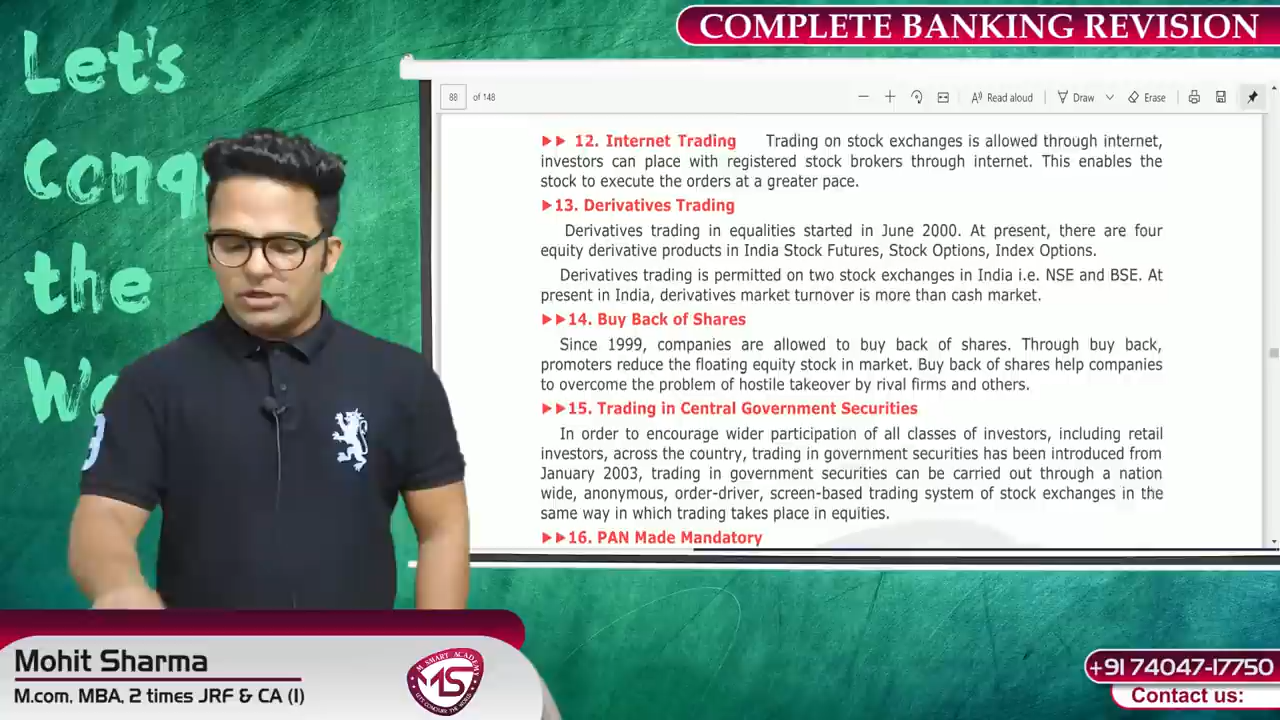 COMPLETE BANKING REVISION
Let's
Conq
the
Wo
88 of 148
Read aloud
Draw
Erase
▶▶ 12. Internet Trading Trading on stock exchanges is allowed through internet,
investors can place with registered stock brokers through internet. This enables the
stock to execute the orders at a greater pace.
▶13. Derivatives Trading
Derivatives trading in equalities started in June 2000. At present, there are four
equity derivative products in India Stock Futures, Stock Options, Index Options.
Derivatives trading is permitted on two stock exchanges in India i.e. NSE and BSE. At
present in India, derivatives market turnover is more than cash market.
▶▶14. Buy Back of Shares
Since 1999, companies are allowed to buy back of shares. Through buy back,
promoters reduce the floating equity stock in market. Buy back of shares help companies
to overcome the problem of hostile takeover by rival firms and others.
▶▶15. Trading in Central Government Securities
In order to encourage wider participation of all classes of investors, including retail
investors, across the country, trading in government securities has been introduced from
January 2003, trading in government securities can be carried out through a nation
wide, anonymous, order-driver, screen-based trading system of stock exchanges in the
same way in which trading takes place in equities.
▶▶16. PAN Made Mandatory
Mohit Sharma
M.com, MBA, 2 times JRF & CA (I)
M SMART ACADEMY
MS
LETS CONQUER THE WORLD
+91 74047-17750
Contact us: